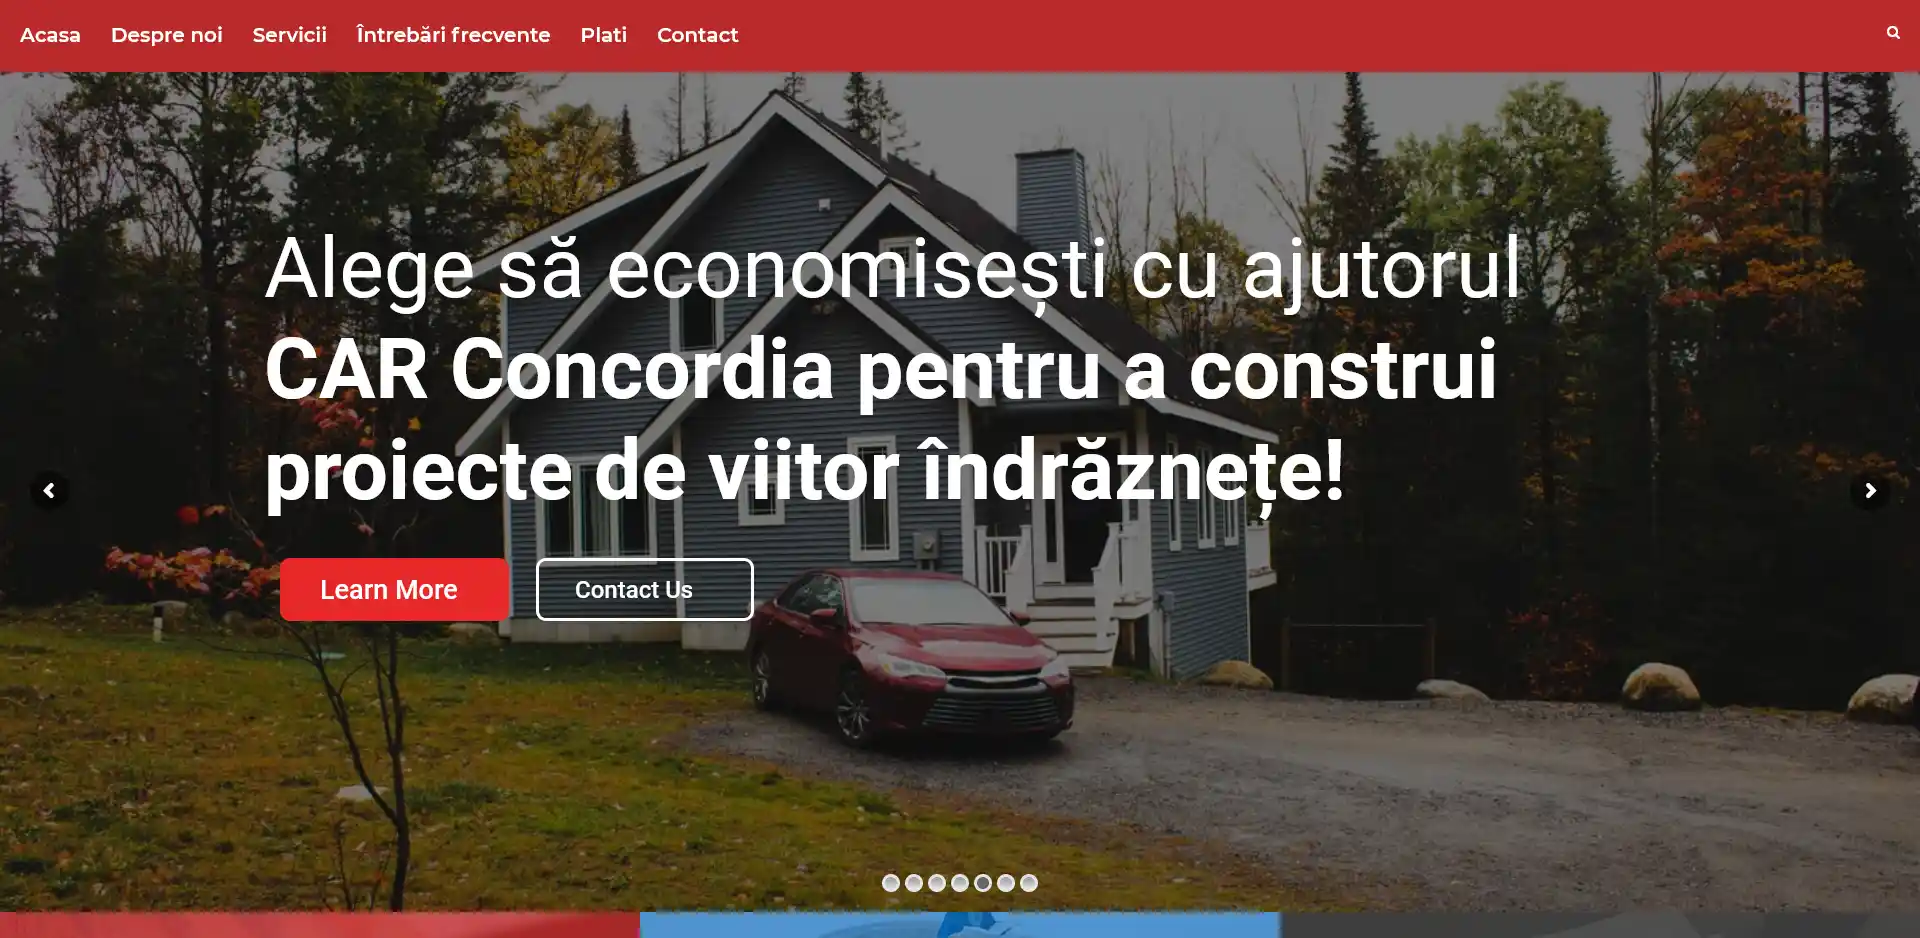 Acasa Despre noi Servicii Întrebări frecvente Plati Contact
Alege să economisești cu ajutorul
CAR Concordia pentru a construi
proiecte de viitor îndrăznețe!
Learn More Contact Us